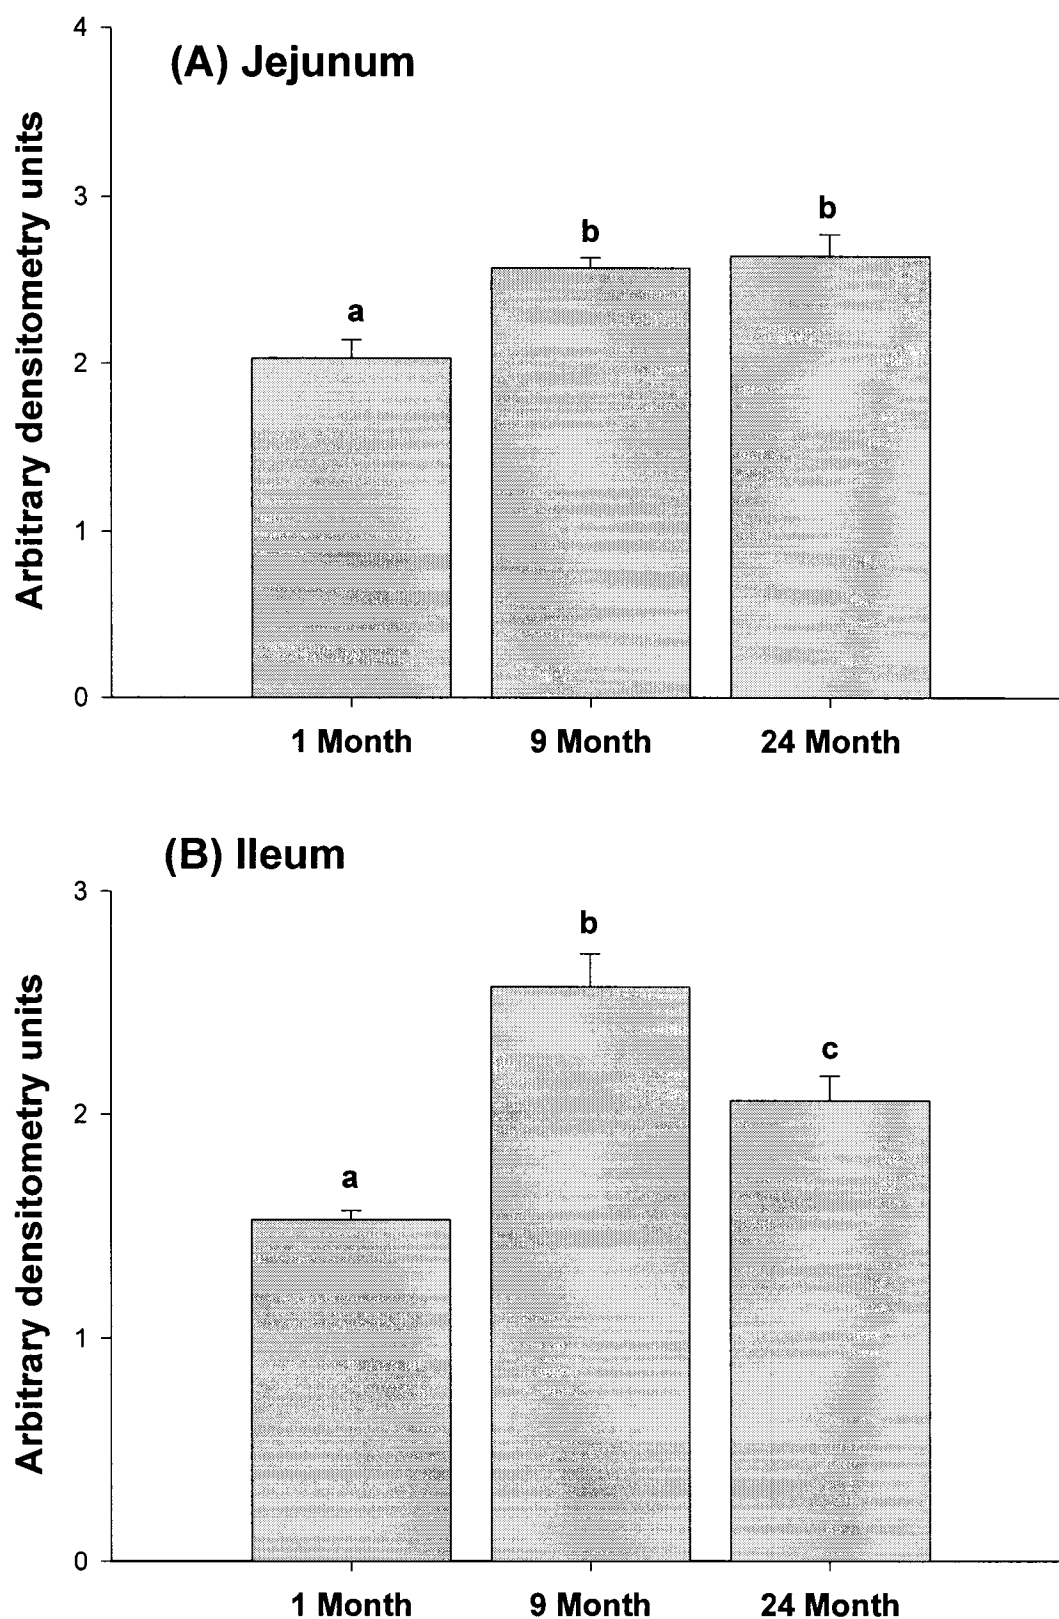 (A) Jejunum
Arbitrary densitometry units
4
3
2
1
0
a
b
b
1 Month
9 Month
24 Month
(B) Ileum
Arbitrary densitometry units
3
2
1
0
a
b
c
1 Month
9 Month
24 Month